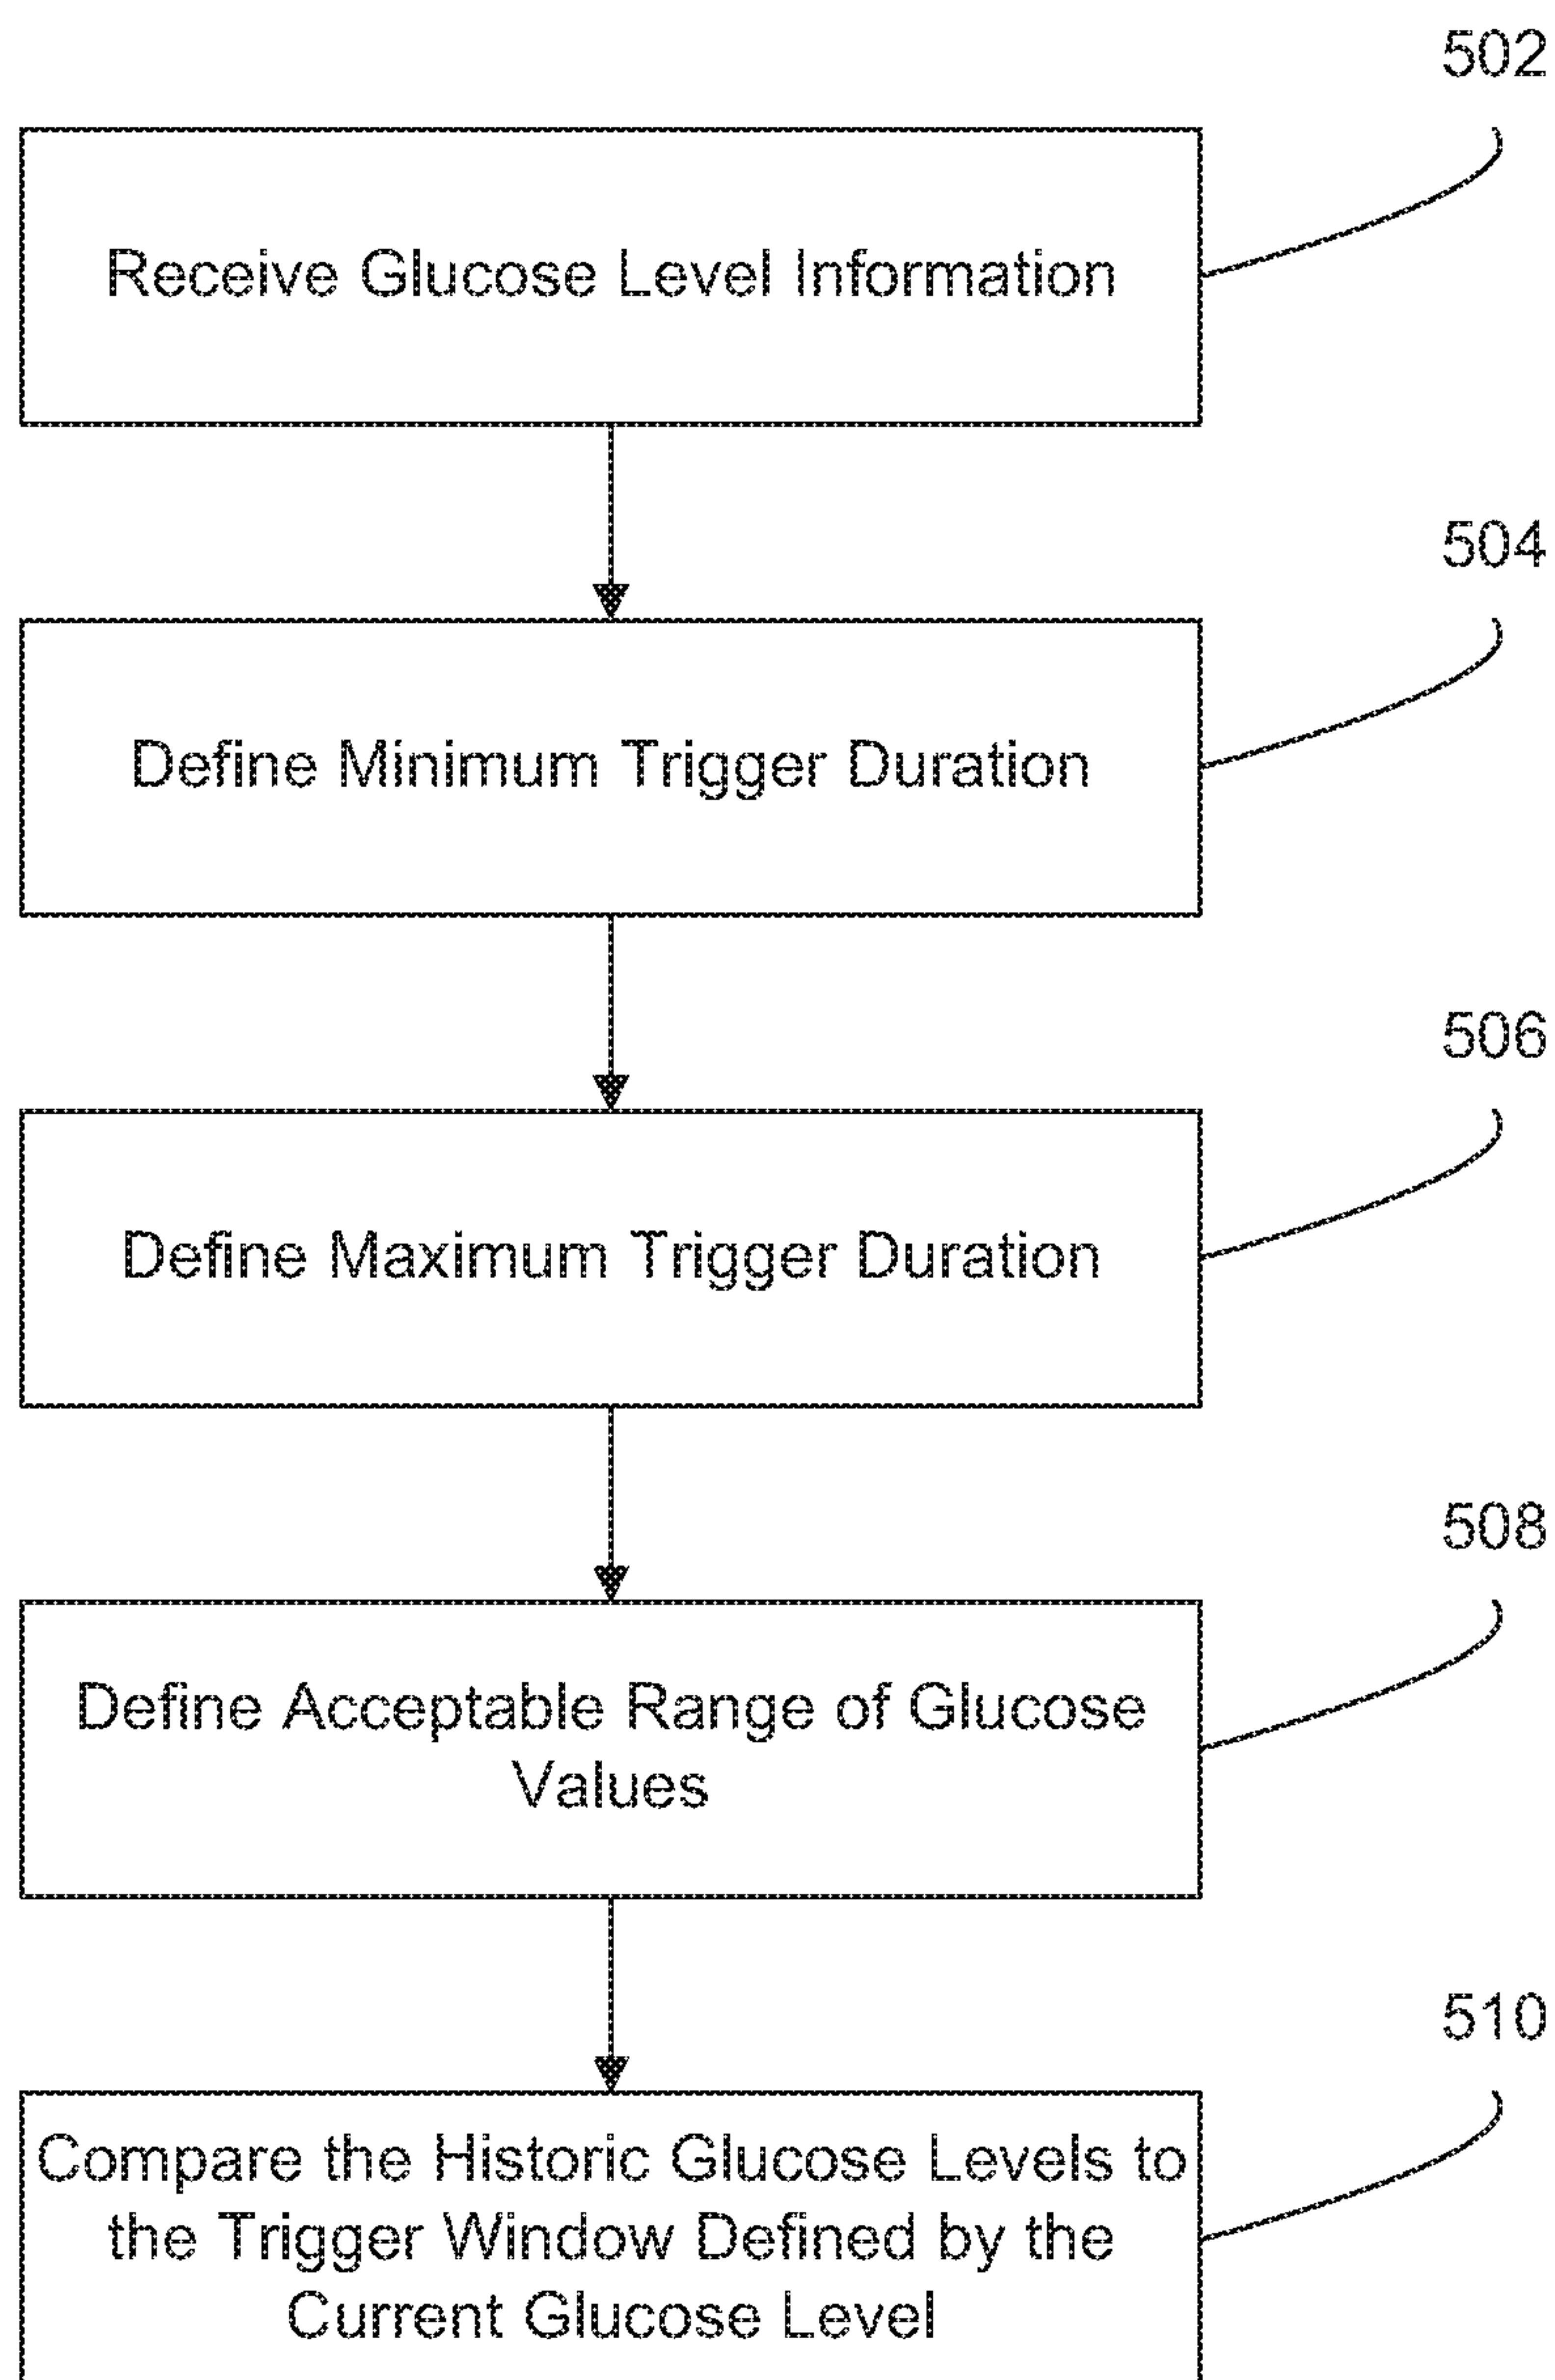 502
Receive Glucose Level Information
504
Define Minimum Trigger Duration
506
Define Maximum Trigger Duration
508
Define Acceptable Range of Glucose
Values
510
Compare the Historic Glucose Levels to
the Trigger Window Defined by the
Current Glucose Level